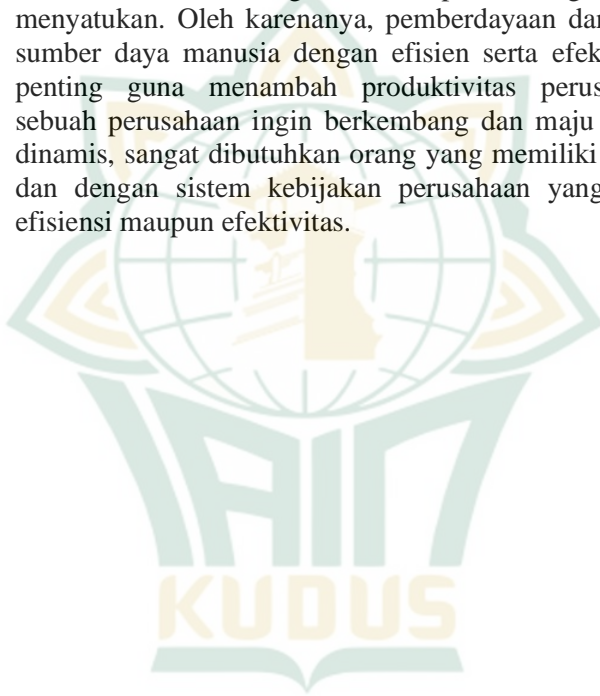 menyatukan. Oleh karenanya, pemberdayaan dan
sumber daya manusia dengan efisien serta efek
penting guna menambah produktivitas perus
sebuah perusahaan ingin berkembang dan maju
dinamis, sangat dibutuhkan orang yang memiliki
dan dengan sistem kebijakan perusahaan yang
efisiensi maupun efektivitas.
IAIN
KUDUS